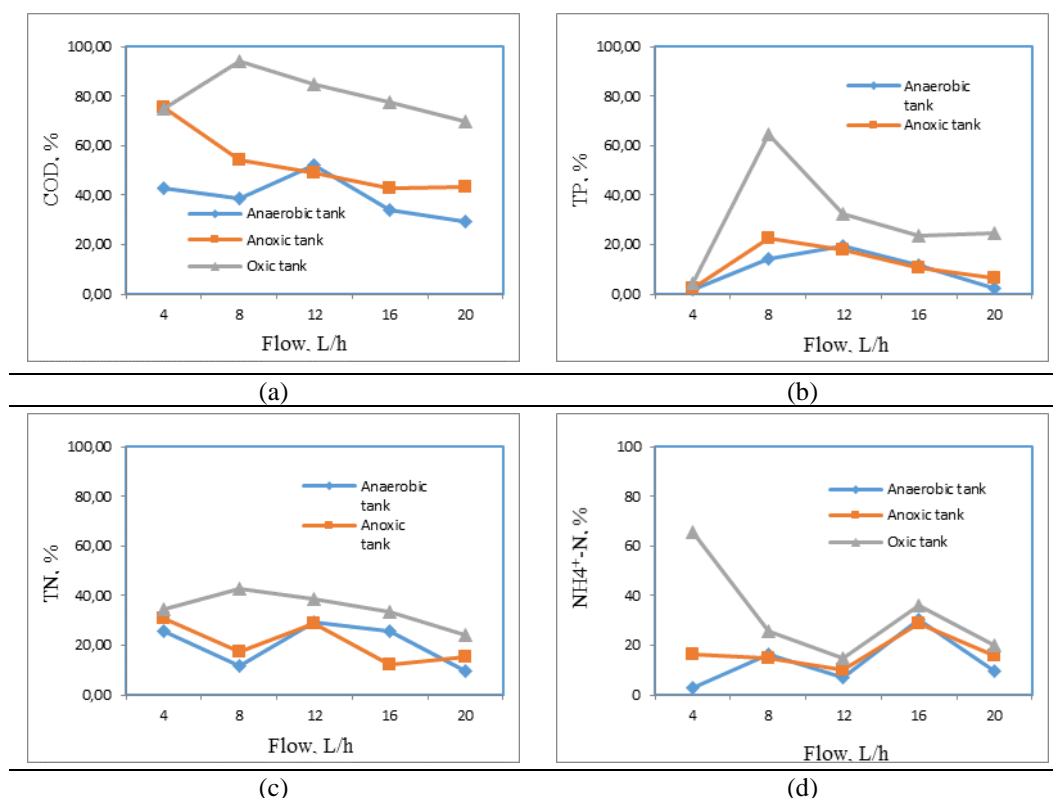 100,00
80,00
60,00
40,00
20,00
0,00
COD, %
Anaerobic tank
Anoxic tank
Oxic tank
4 8 12 16 20
Flow, L/h
100,00
80,00
60,00
40,00
20,00
0,00
TP, %
Anaerobic
tank
Anoxic tank
4 8 12 16 20
Flow, L/h
(a) (b)
100,00
80,00
60,00
40,00
20,00
0,00
TN, %
Anaerobic
tank
Anoxic
tank
4 8 12 16 20
Flow, L/h
100
80
60
40
20
0
NH4⁺-N, %
Anaerobic tank
Anoxic tank
Oxic tank
4 8 12 16 20
Flow, L/h
(c) (d)